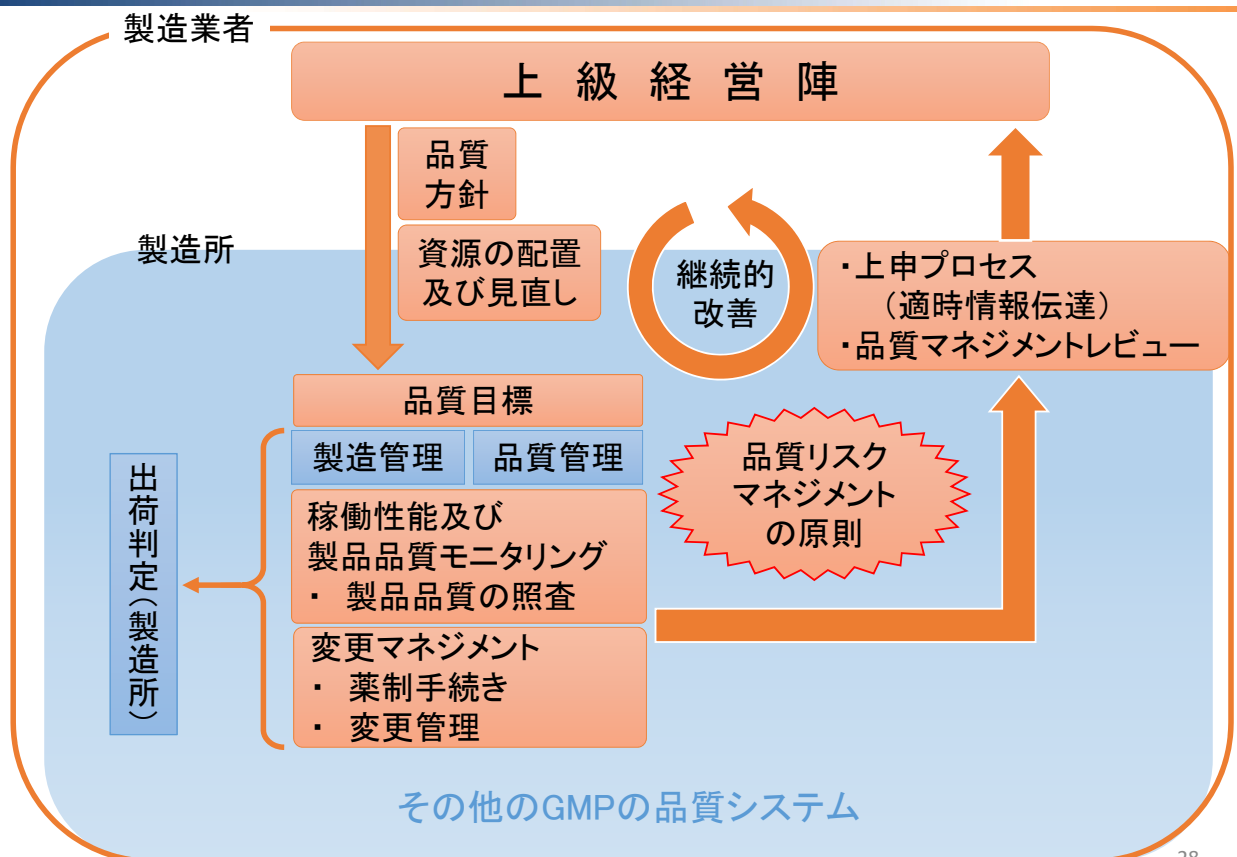 製造業者
上級経営陣
品質
方針
製造所
資源の配置
及び見直し
継続的
改善
・上申プロセス
（適時情報伝達）
・品質マネジメントレビュー
品質目標
製造管理
品質管理
品質リスク
マネジメント
の原則
出荷判定（製造所）
稼働性能及び
製品品質モニタリング
・ 製品品質の照査
変更マネジメント
・ 薬制手続き
・ 変更管理
その他のGMPの品質システム